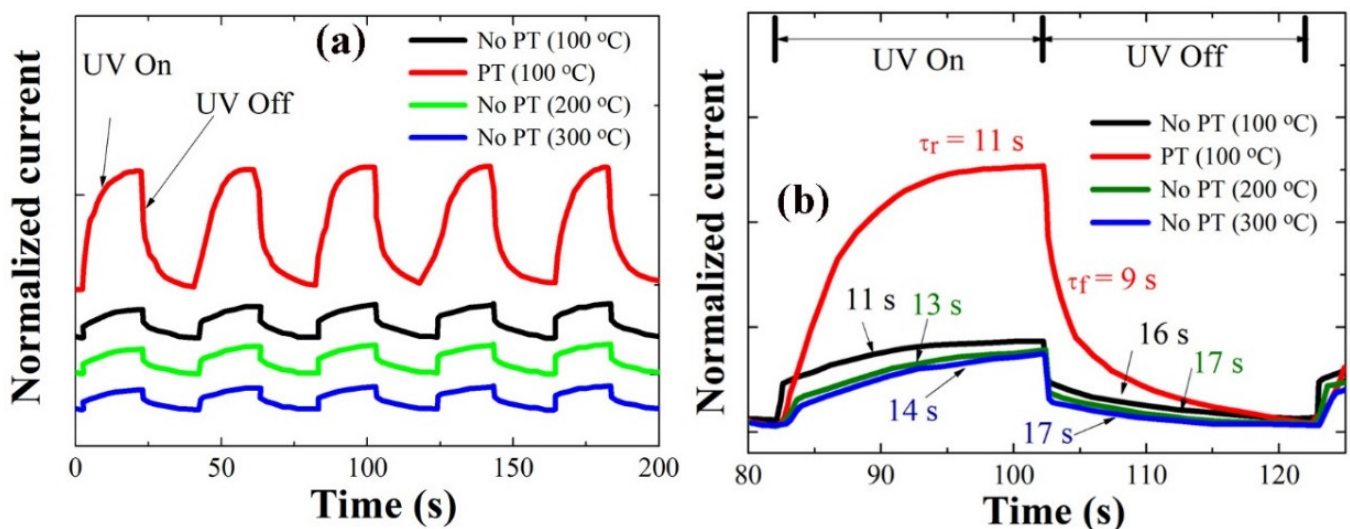 (a)
No PT (100 °C)
PT (100 °C)
No PT (200 °C)
No PT (300 °C)
UV On
UV Off
Normalized current
0 50 100 150 200
Time (s)
UV On UV Off
No PT (100 °C)
PT (100 °C)
No PT (200 °C)
No PT (300 °C)
τr = 11 s
(b)
τf = 9 s
11 s
13 s
16 s
17 s
14 s
17 s
Normalized current
80 90 100 110 120
Time (s)